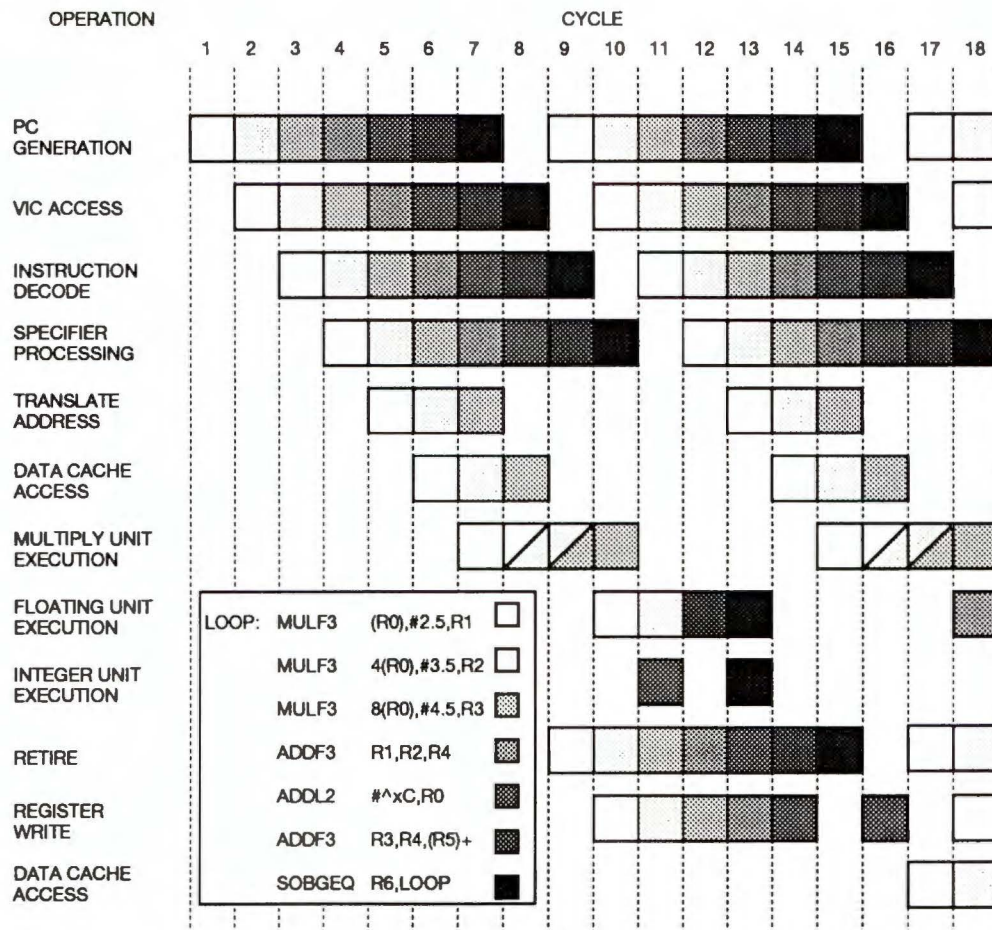 OPERATION CYCLE
1 2 3 4 5 6 7 8 9 10 11 12 13 14 15 16 17 18
PC
GENERATION
VIC ACCESS
INSTRUCTION
DECODE
SPECIFIER
PROCESSING
TRANSLATE
ADDRESS
DATA CACHE
ACCESS
MULTIPLY UNIT
EXECUTION
FLOATING UNIT
EXECUTION
INTEGER UNIT
EXECUTION
RETIRE
REGISTER
WRITE
DATA CACHE
ACCESS
LOOP: MULF3 (R0),#2.5,R1
MULF3 4(R0),#3.5,R2
MULF3 8(R0),#4.5,R3
ADDF3 R1,R2,R4
ADDL2 #^xC,R0
ADDF3 R3,R4,(R5)+
SOBGEQ R6,LOOP